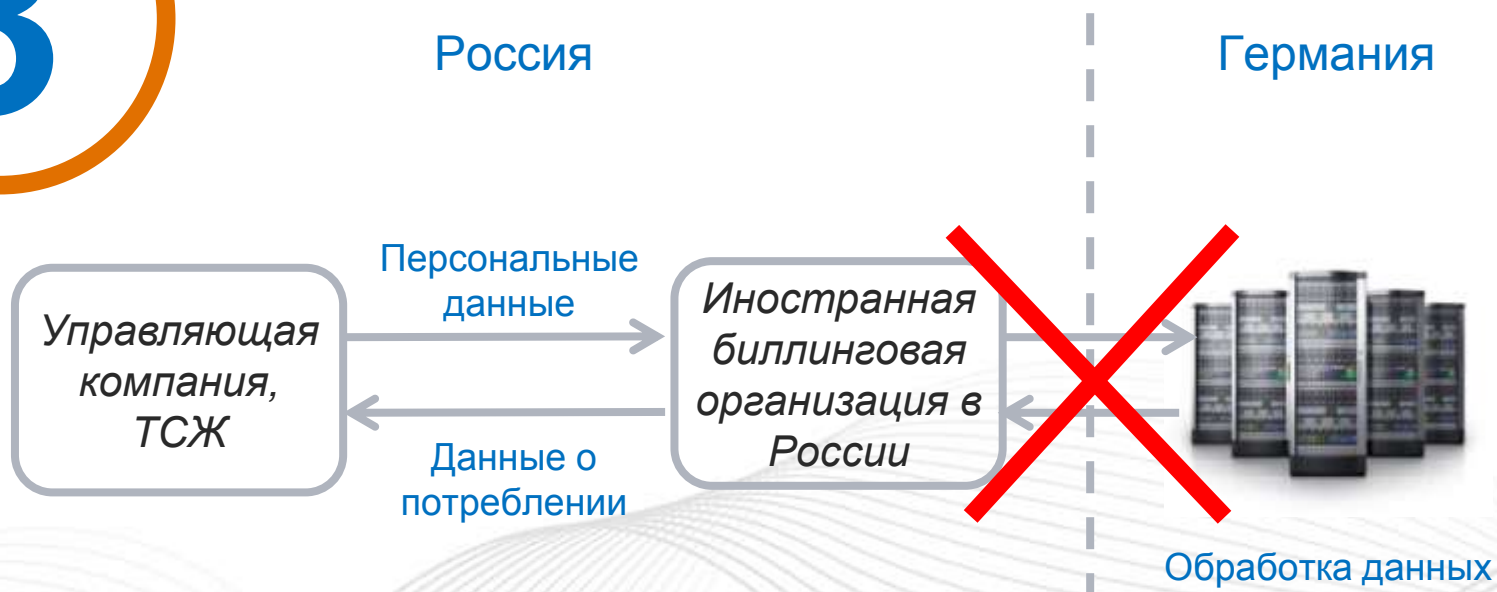 Россия
Германия
Персональные
данные
Управляющая
компания,
ТСЖ
Иностранная
биллинговая
организация в
России
Данные о
потреблении
Обработка данных